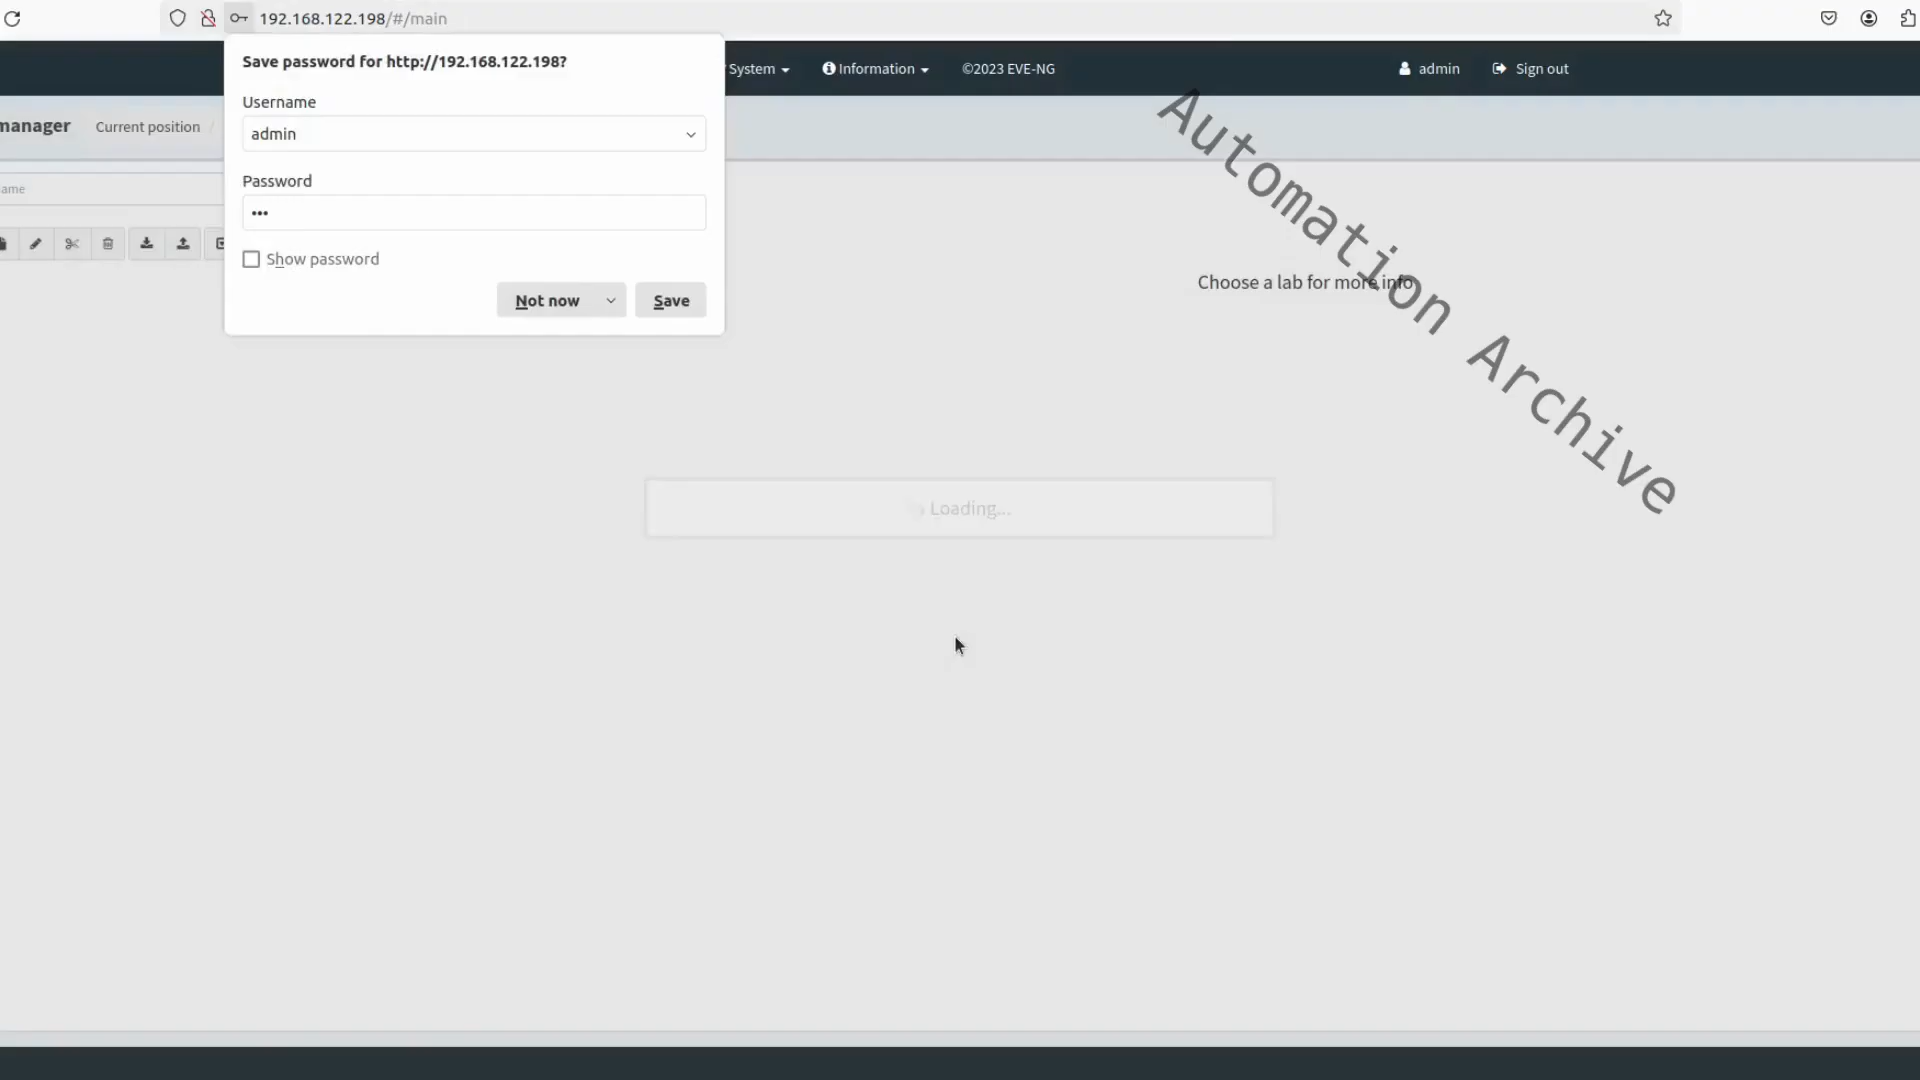 192.168.122.198/#/main
Save password for http://192.168.122.198?
Username
admin
Password
•••
Show password
Not now
Save
System
Information
©2023 EVE-NG
admin
Sign out
manager
Current position /
ame
Choose a lab for more info
Automation Archive
Loading...